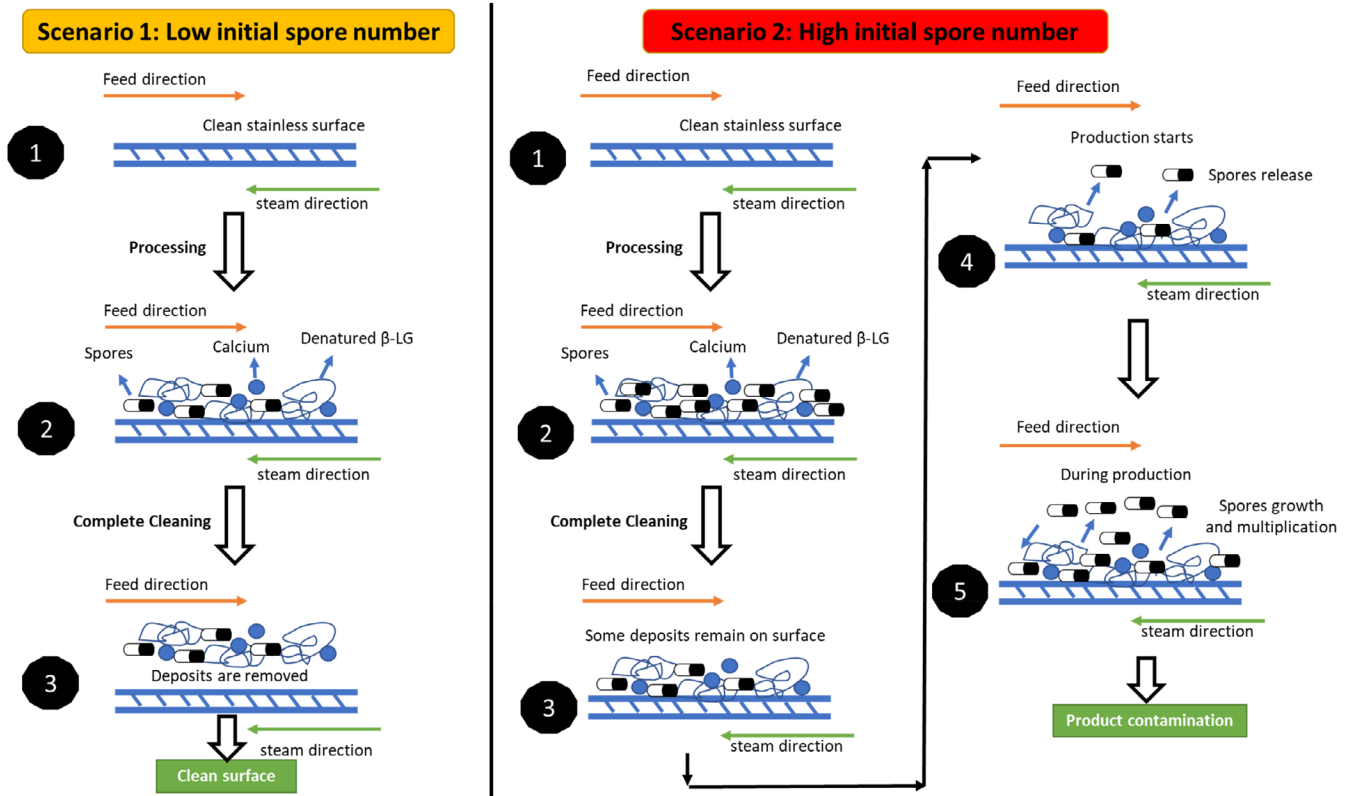 Scenario 1: Low initial spore number
Feed direction
Clean stainless surface
1
steam direction
Processing
Feed direction
Spores
Calcium
Denatured β-LG
2
steam direction
Complete Cleaning
Feed direction
3
Deposits are removed
steam direction
Clean surface
Scenario 2: High initial spore number
Feed direction
Clean stainless surface
1
steam direction
Processing
Feed direction
Spores
Calcium
Denatured β-LG
2
steam direction
Complete Cleaning
Feed direction
Some deposits remain on surface
3
steam direction
Feed direction
Production starts
Spores release
4
steam direction
Feed direction
During production
Spores growth
and multiplication
5
steam direction
Product contamination